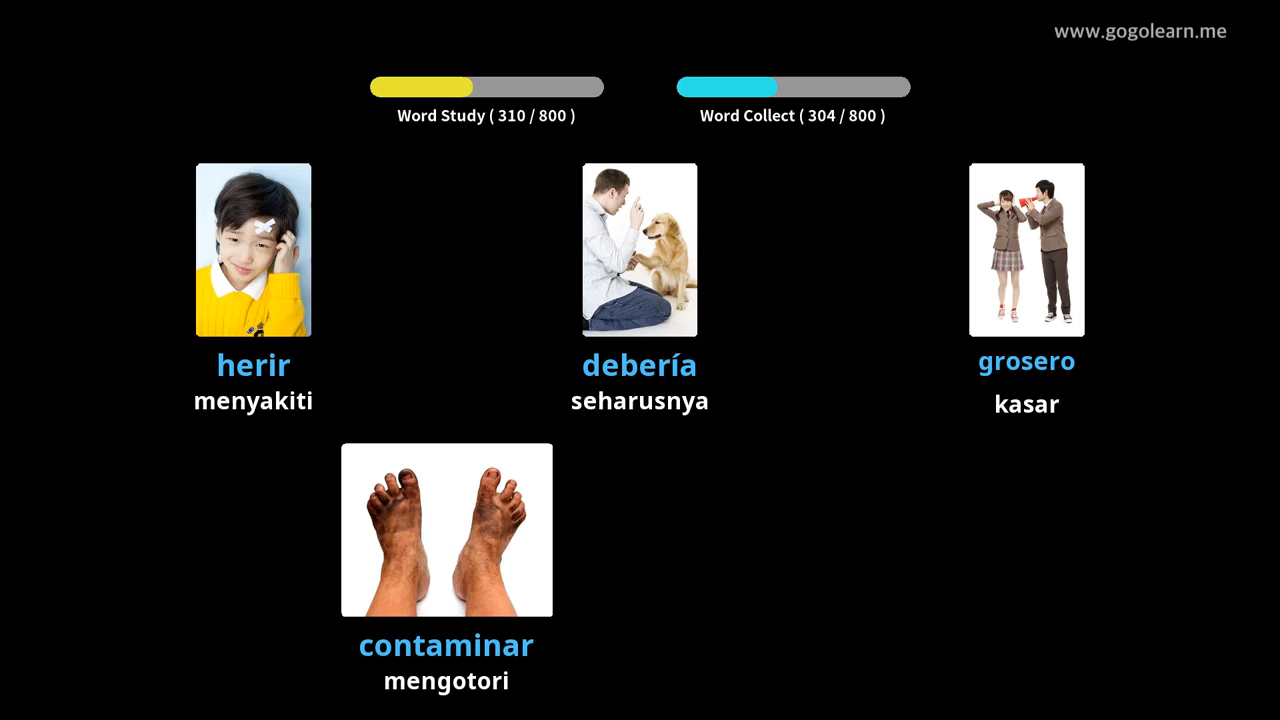 www.gogolearn.me
Word Study ( 310 / 800 )
Word Collect ( 304 / 800 )
herir
menyakiti
debería
seharusnya
grosero
kasar
contaminar
mengotori